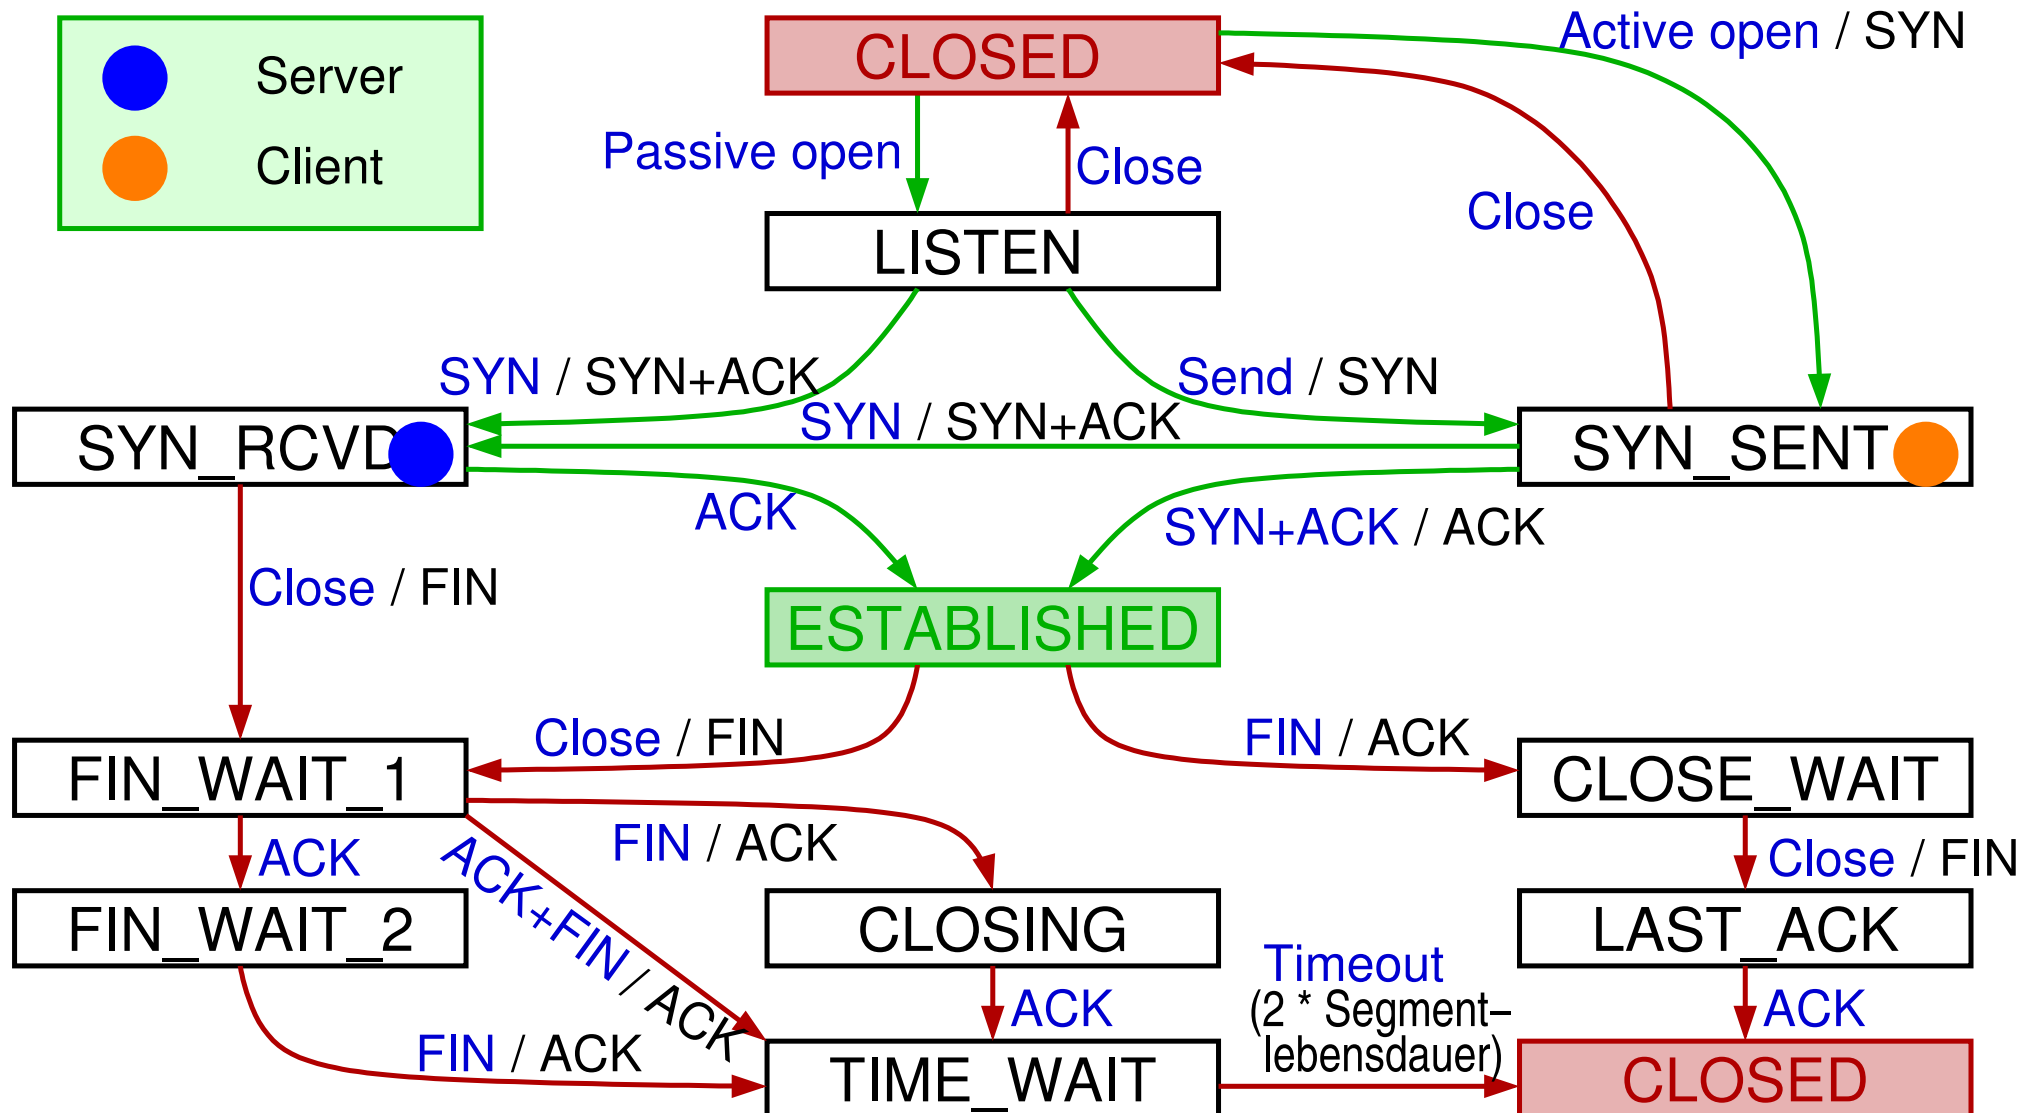 Server
Client
CLOSED
Active open / SYN
Passive open
Close
Close
LISTEN
SYN / SYN+ACK
Send / SYN
SYN / SYN+ACK
SYN_RCVD
SYN_SENT
ACK
SYN+ACK / ACK
Close / FIN
ESTABLISHED
Close / FIN
FIN / ACK
FIN_WAIT_1
CLOSE_WAIT
ACK
ACK+FIN / ACK
FIN / ACK
Close / FIN
FIN_WAIT_2
CLOSING
LAST_ACK
FIN / ACK
ACK
Timeout
(2 * Segment–
lebensdauer)
ACK
TIME_WAIT
CLOSED